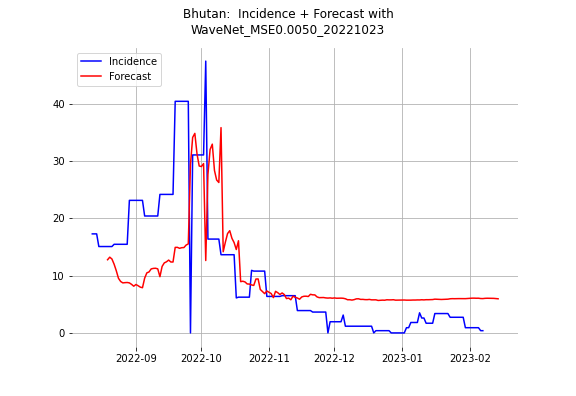 Bhutan:  Incidence + Forecast with
WaveNet_MSE0.0050_20221023
Incidence
Forecast
40
30
20
10
0
2022-09 2022-10 2022-11 2022-12 2023-01 2023-02